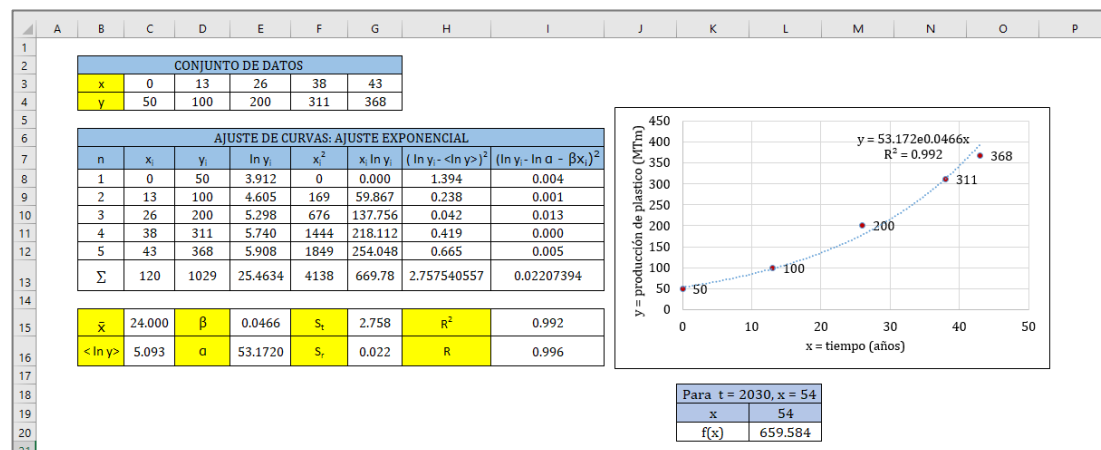 A B C D E F G H I J K L M N O P
1
2 CONJUNTO DE DATOS
3 x 0 13 26 38 43
4 y 50 100 200 311 368
5
6 AJUSTE DE CURVAS: AJUSTE EXPONENCIAL
7 n xᵢ yᵢ ln yᵢ xᵢ² xᵢ ln yᵢ ( ln yᵢ - <ln y>)² (ln yᵢ - ln α - βxᵢ)²
8 1 0 50 3.912 0 0.000 1.394 0.004
9 2 13 100 4.605 169 59.867 0.238 0.001
10 3 26 200 5.298 676 137.756 0.042 0.013
11 4 38 311 5.740 1444 218.112 0.419 0.000
12 5 43 368 5.908 1849 254.048 0.665 0.005
13 Σ 120 1029 25.4634 4138 669.78 2.757540557 0.02207394
14
15 x̄ 24.000 β 0.0466 Sₜ 2.758 R² 0.992
16 < ln y> 5.093 α 53.1720 Sᵣ 0.022 R 0.996
17
18 Para t = 2030, x = 54
19 x 54
20 f(x) 659.584
21
y = producción de plastico (MTm)
450
400
350
300
250
200
150
100
50
0
0 10 20 30 40 50
x = tiempo (años)
y = 53.172e0.0466x
R² = 0.992
368
311
200
100
50